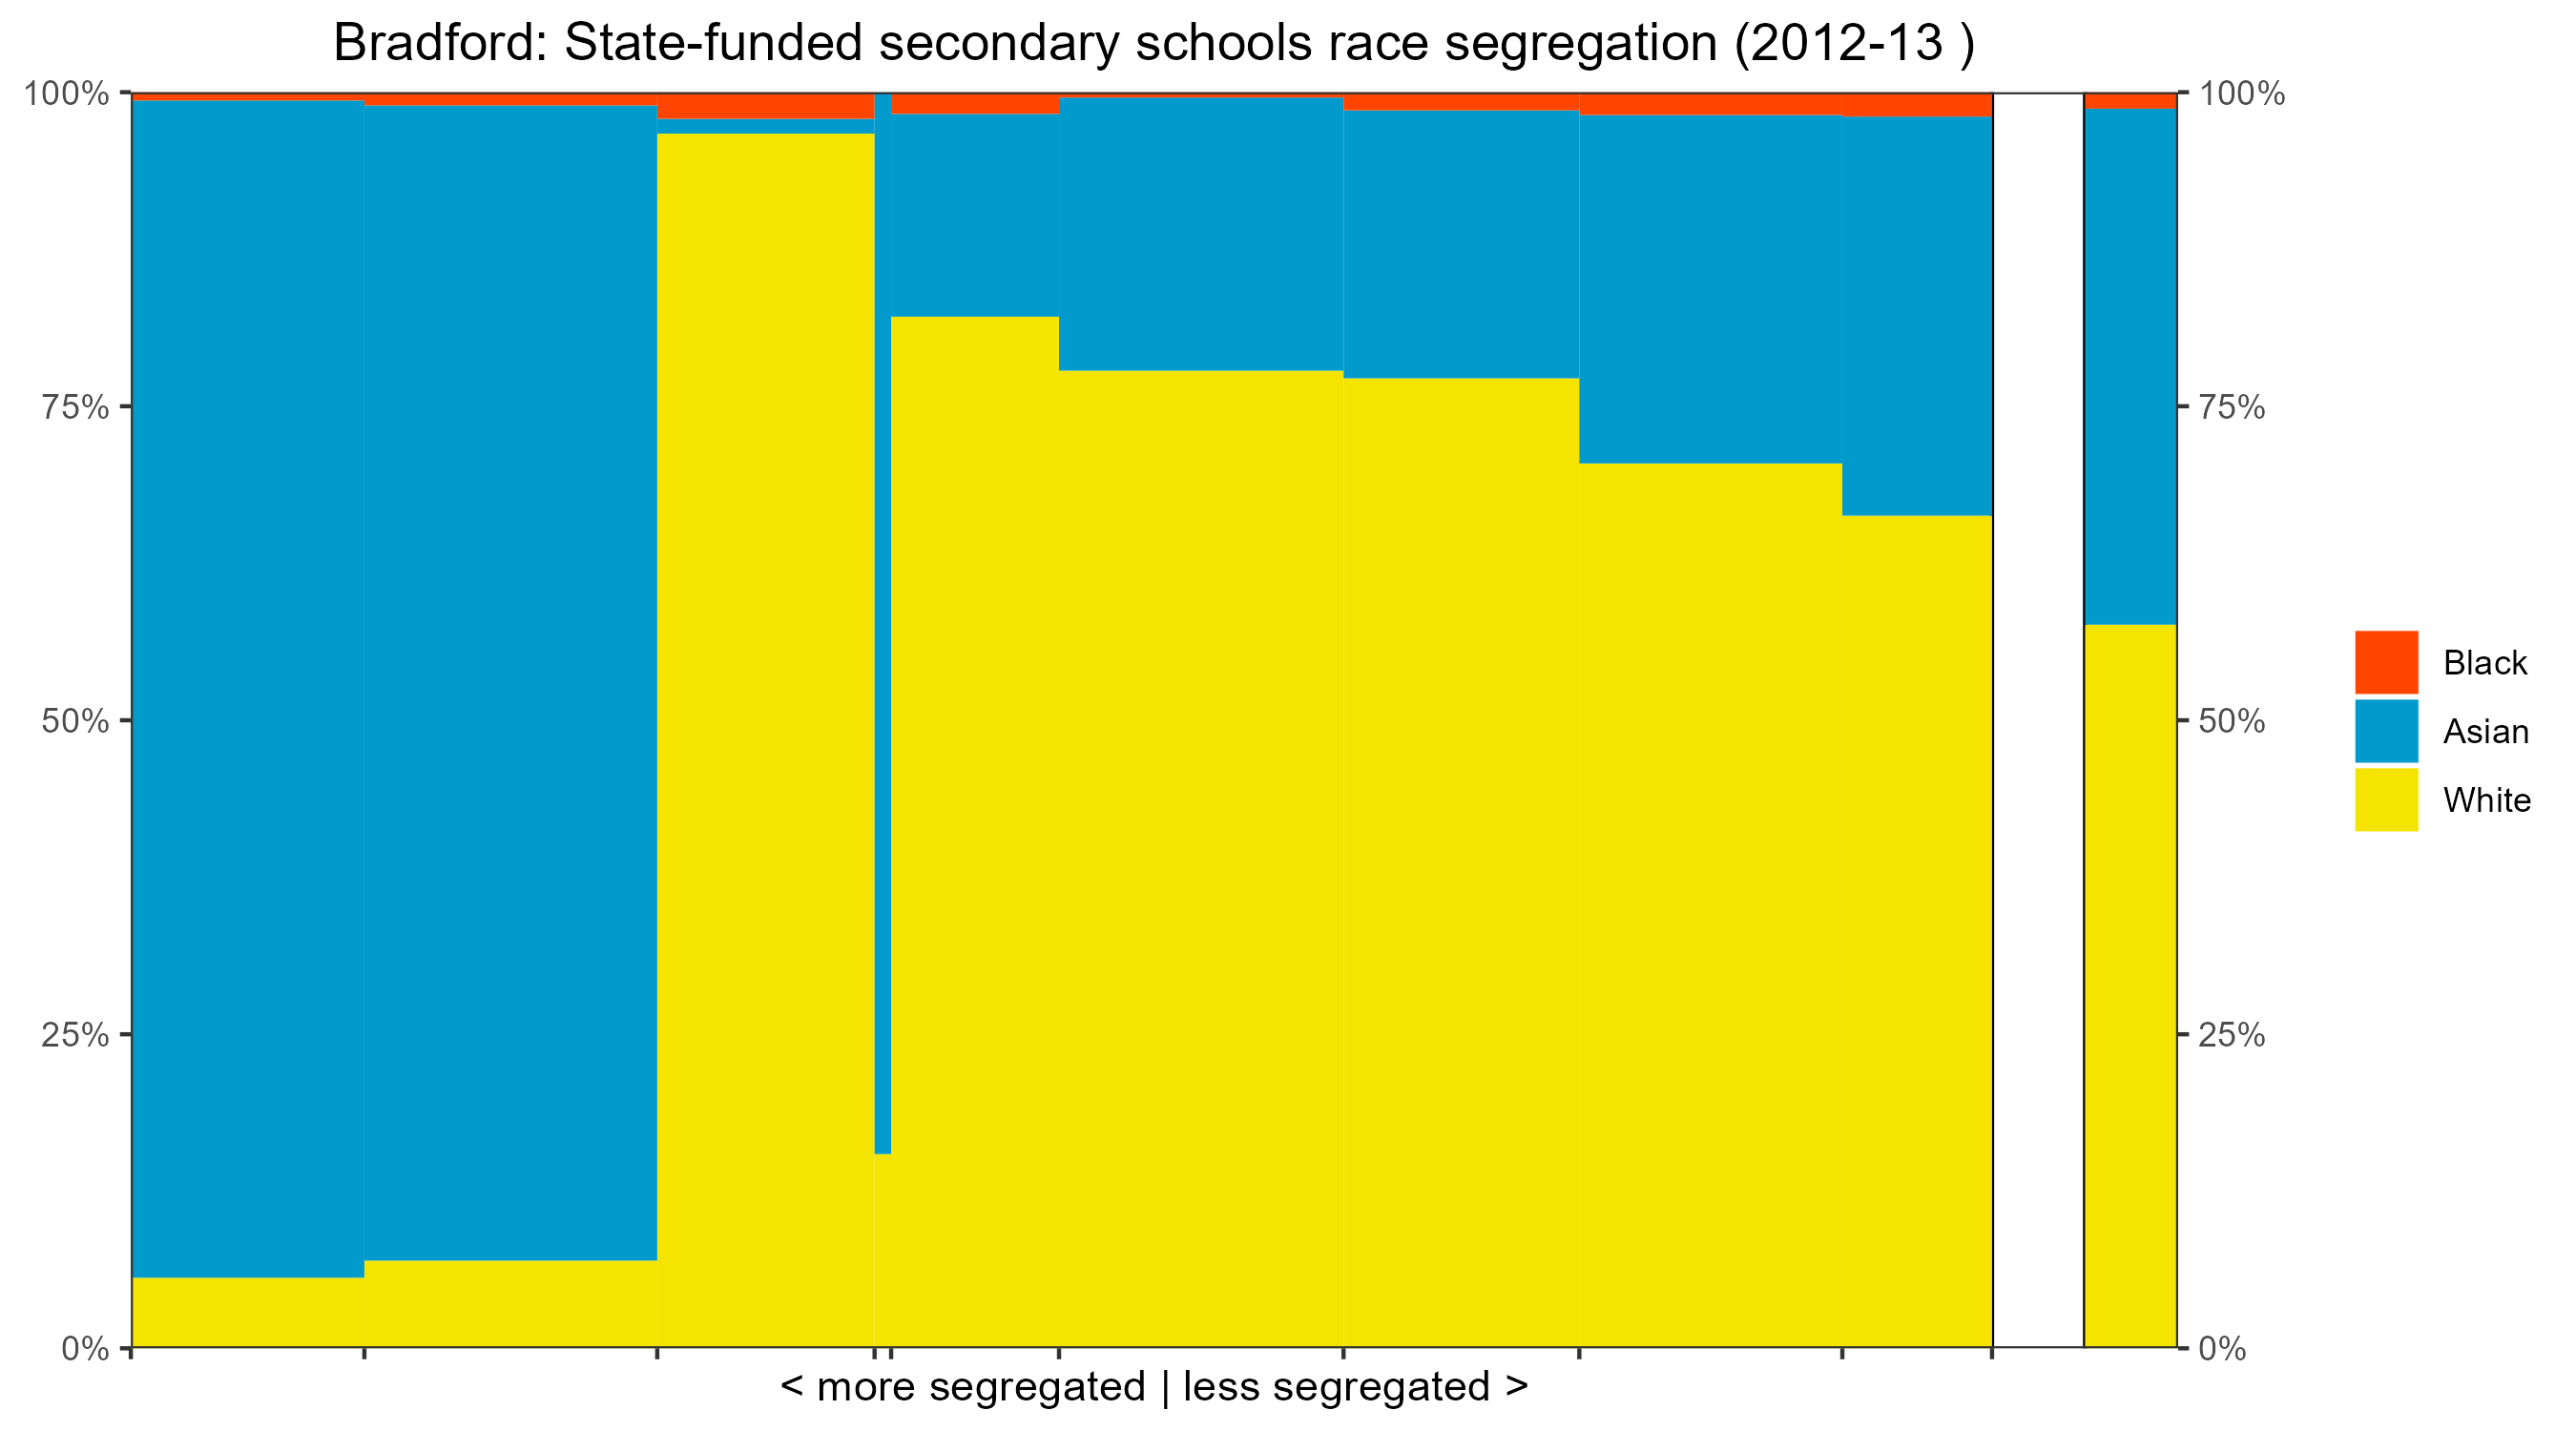 Bradford: State-funded secondary schools race segregation (2012-13 )
100%
75%
50%
25%
0%
100%
75%
50%
25%
0%
Black
Asian
White
< more segregated | less segregated >